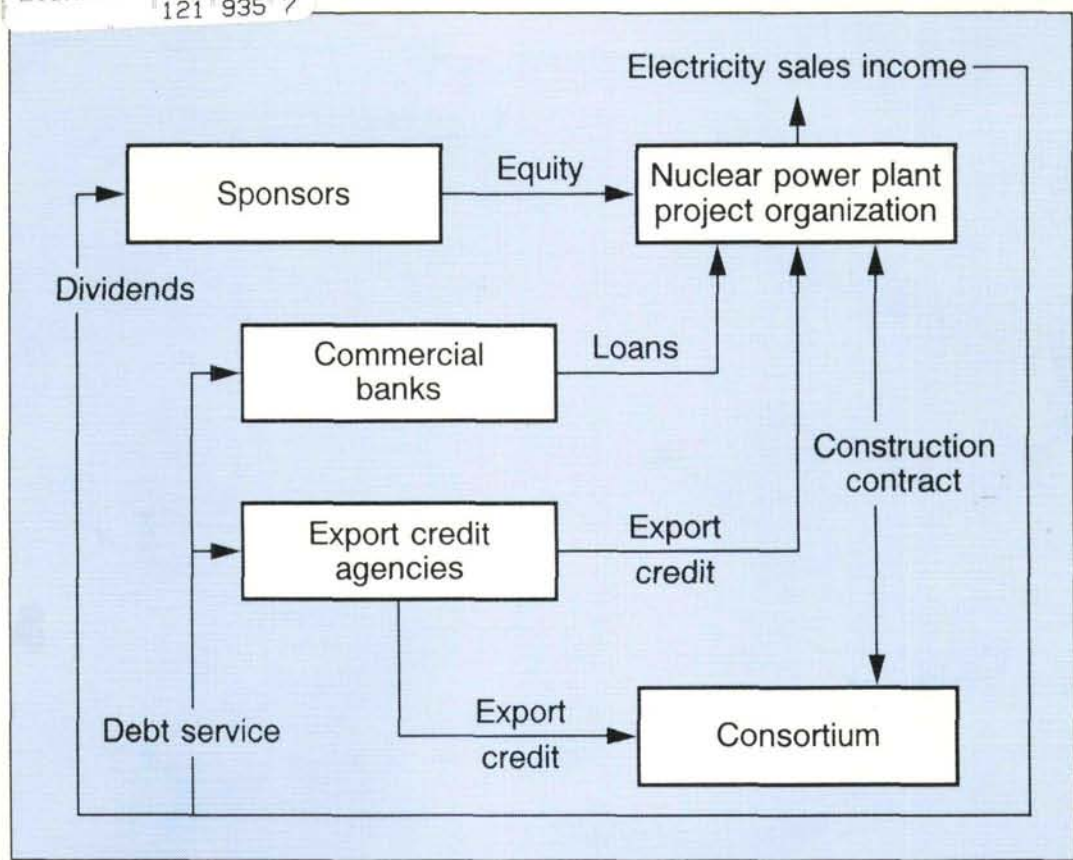 121 935 7
Electricity sales income
Sponsors
Equity
Nuclear power plant
project organization
Dividends
Commercial
banks
Loans
Construction
contract
Export credit
agencies
Export
credit
Debt service
Export
credit
Consortium